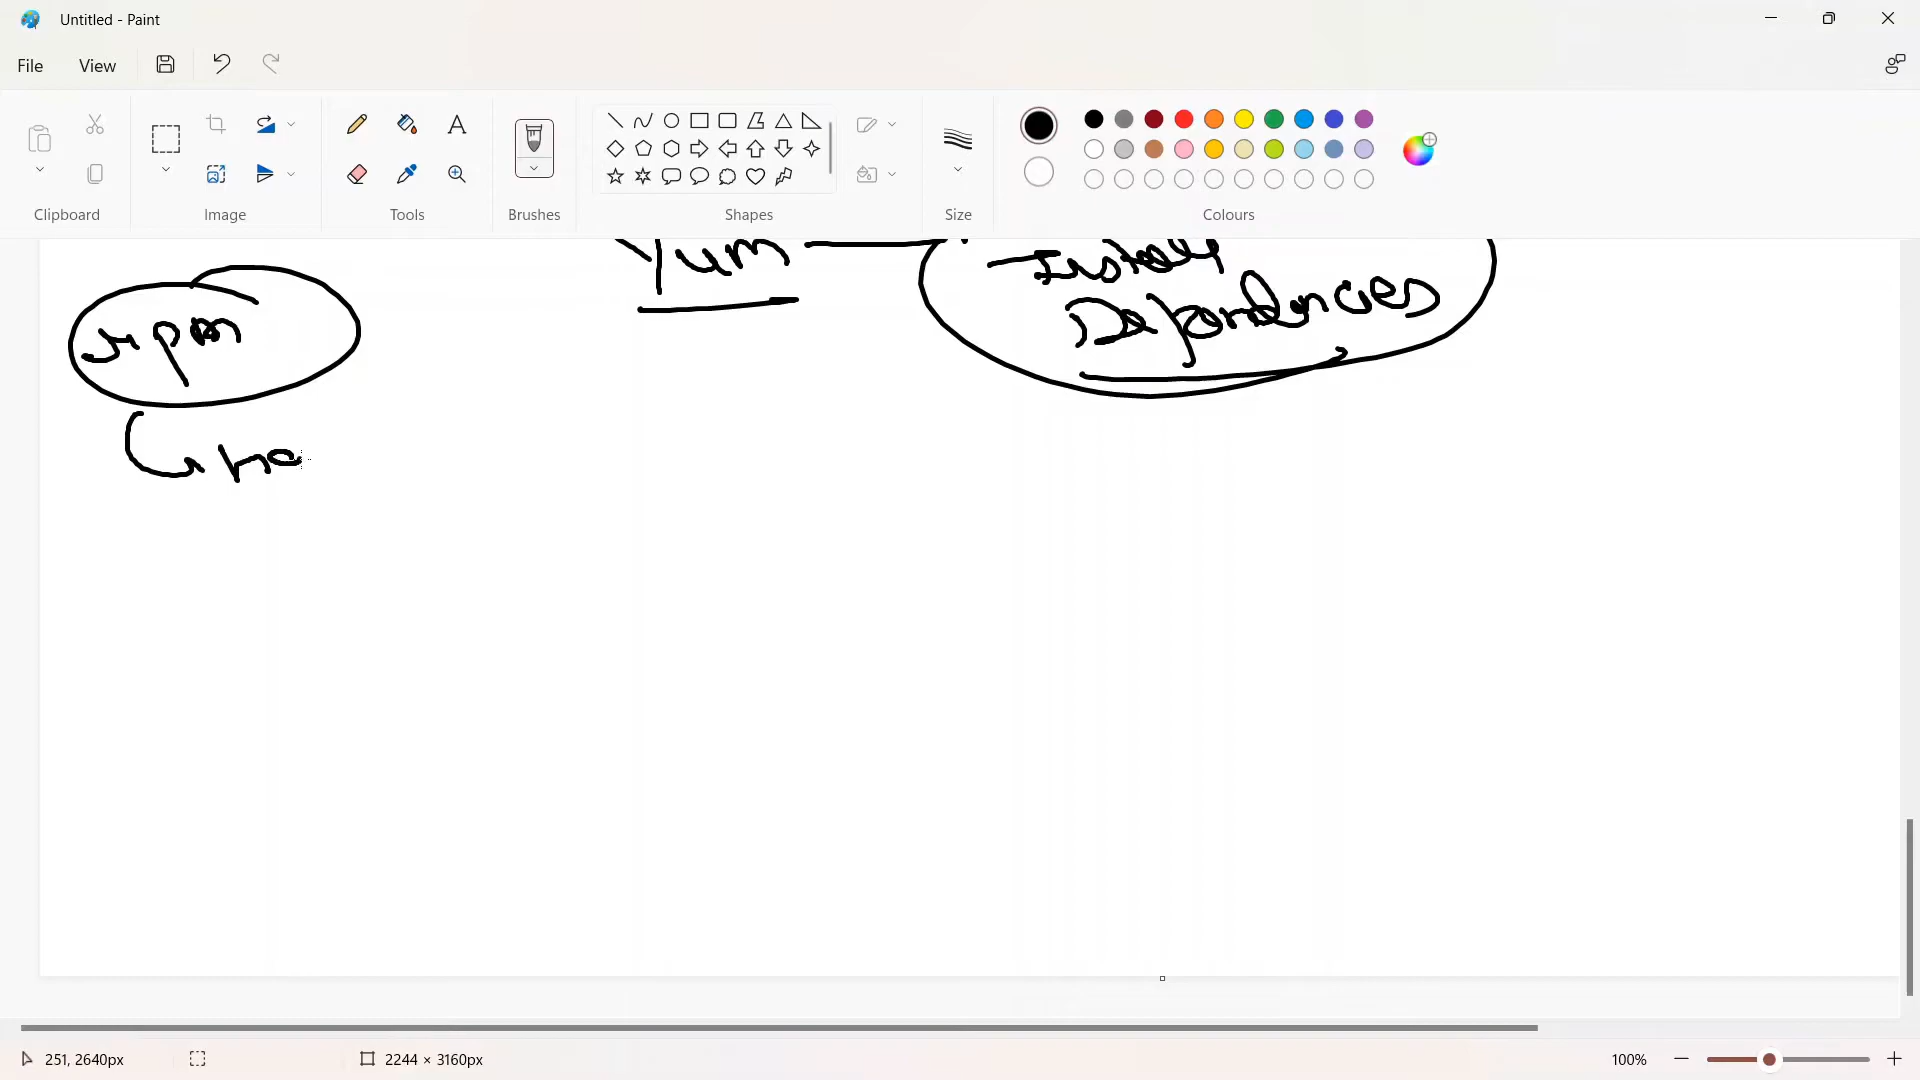 Untitled - Paint
File View
Clipboard Image Tools Brushes Shapes Size Colours
Yum
Install
Dependencies
rpm
251, 2640px 2244 × 3160px 100%